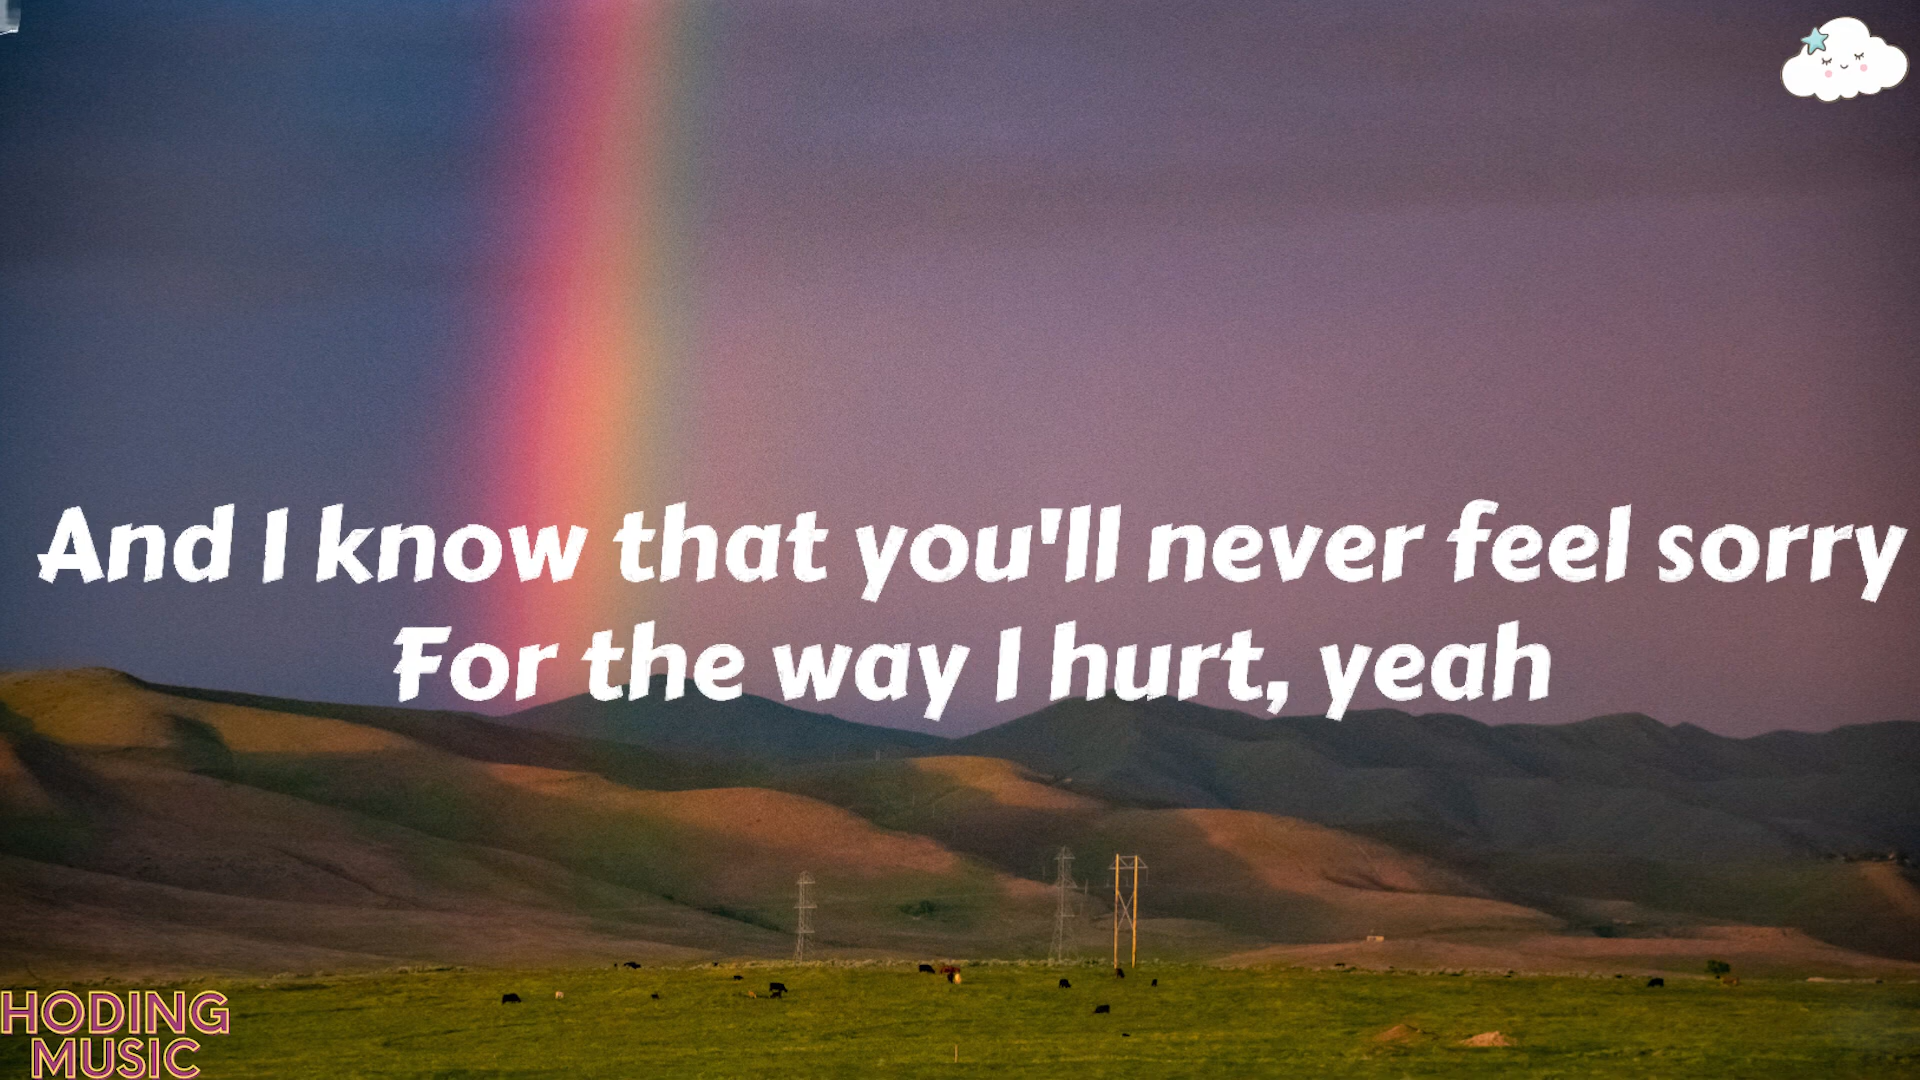 And I know that you'll never feel sorry
For the way I hurt, yeah
HODING
MUSIC